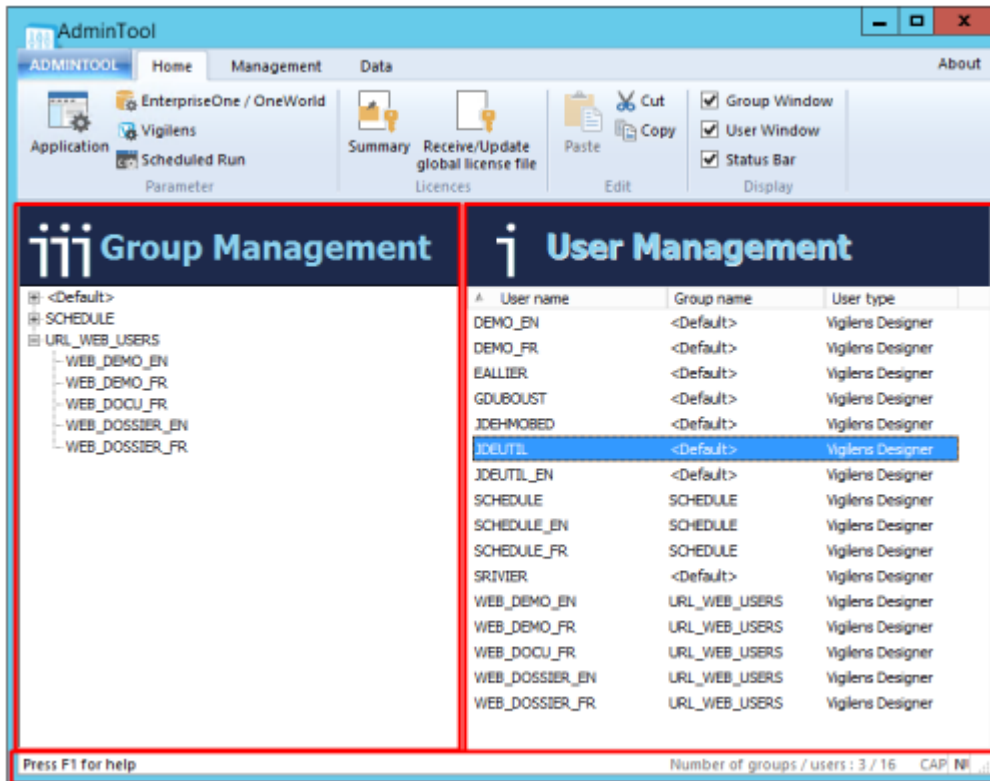 AdminTool
ADMINTOOL Home Management Data About
Application
EnterpriseOne / OneWorld
Vigilens
Scheduled Run
Parameter
Summary
Receive/Update
global license file
Licences
Paste
Cut
Copy
Edit
Group Window
User Window
Status Bar
Display
Group Management
<Default>
SCHEDULE
URL_WEB_USERS
WEB_DEMO_EN
WEB_DEMO_FR
WEB_DOCU_FR
WEB_DOSSIER_EN
WEB_DOSSIER_FR
User Management
User name Group name User type
DEMO_EN <Default> Vigilens Designer
DEMO_FR <Default> Vigilens Designer
EALLIER <Default> Vigilens Designer
GDUBOUST <Default> Vigilens Designer
JDEHMOBED <Default> Vigilens Designer
JDEUTIL <Default> Vigilens Designer
JDEUTIL_EN <Default> Vigilens Designer
SCHEDULE SCHEDULE Vigilens Designer
SCHEDULE_EN SCHEDULE Vigilens Designer
SCHEDULE_FR SCHEDULE Vigilens Designer
SRIVIER <Default> Vigilens Designer
WEB_DEMO_EN URL_WEB_USERS Vigilens Designer
WEB_DEMO_FR URL_WEB_USERS Vigilens Designer
WEB_DOCU_FR URL_WEB_USERS Vigilens Designer
WEB_DOSSIER_EN URL_WEB_USERS Vigilens Designer
WEB_DOSSIER_FR URL_WEB_USERS Vigilens Designer
Press F1 for help Number of groups / users : 3 / 16 CAP